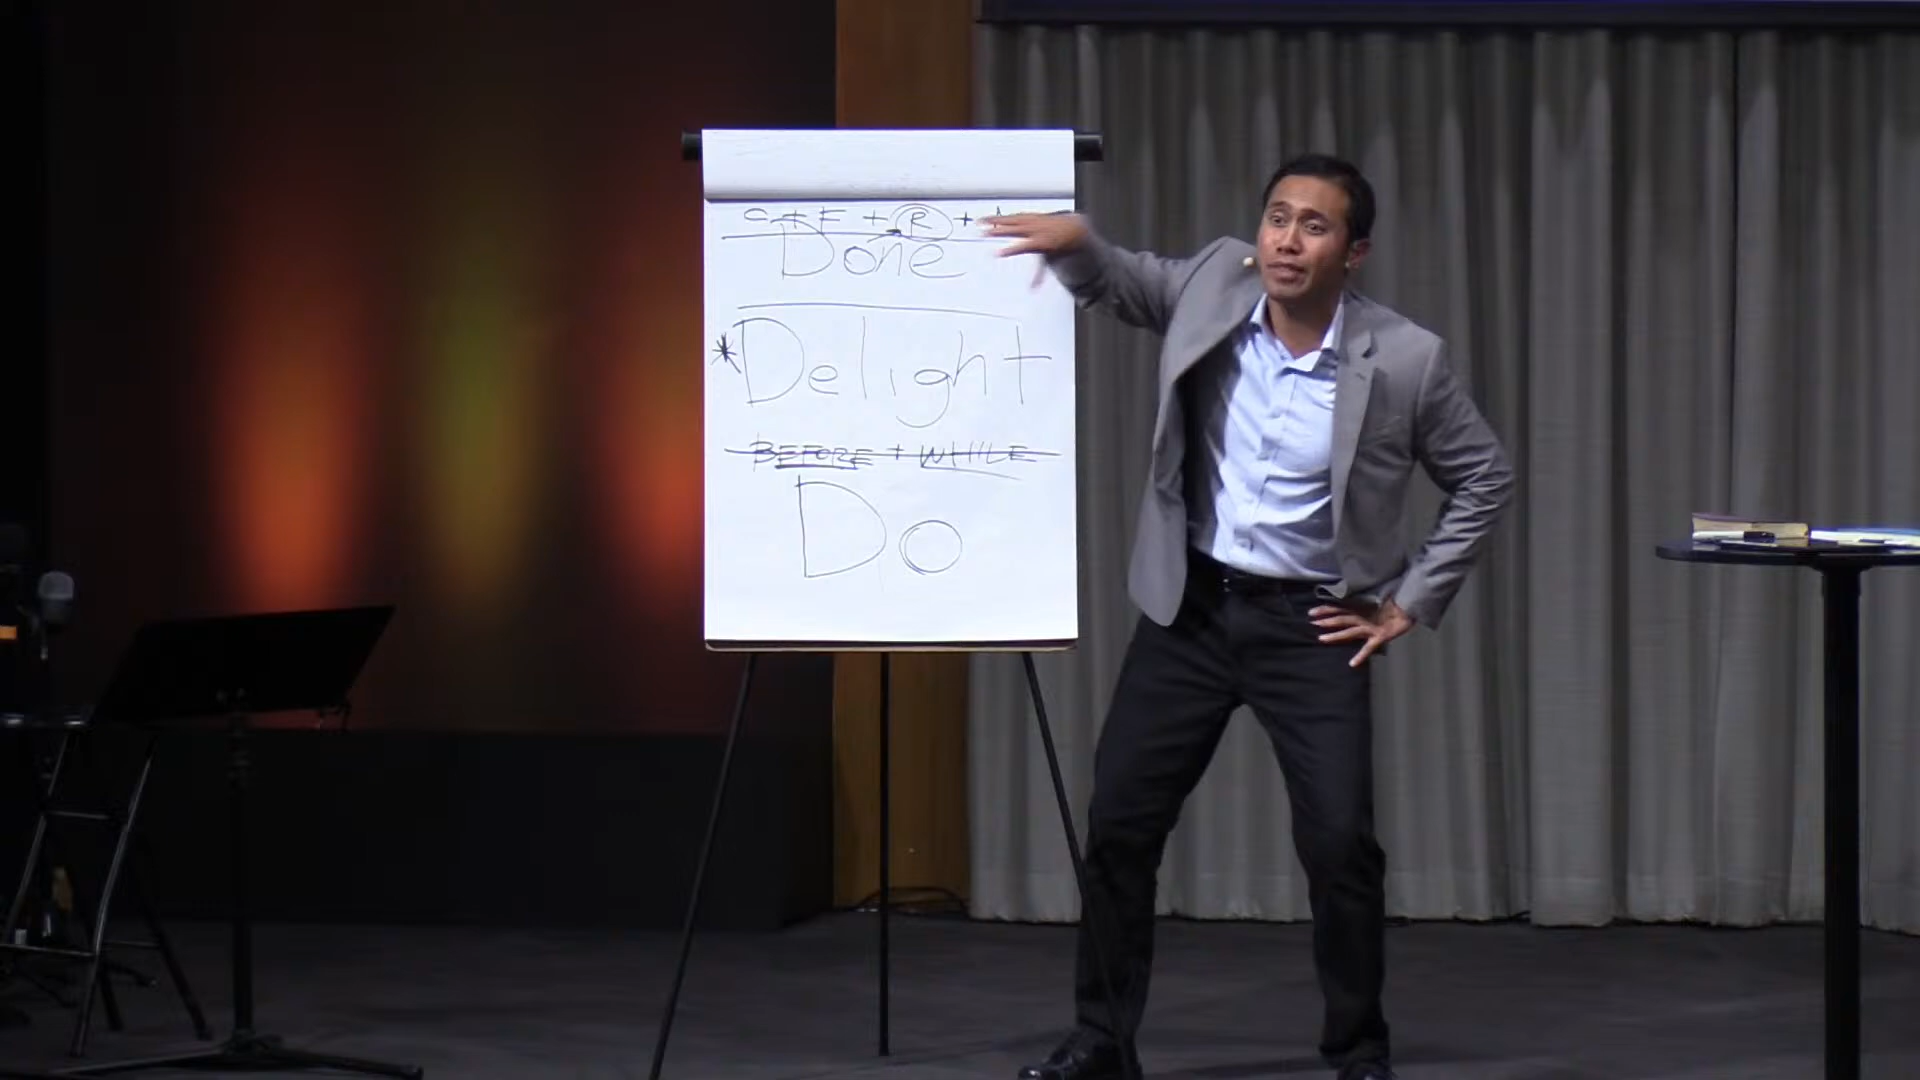 C + F + R +
Done
* Delight
BEFORE + WHILE
Do